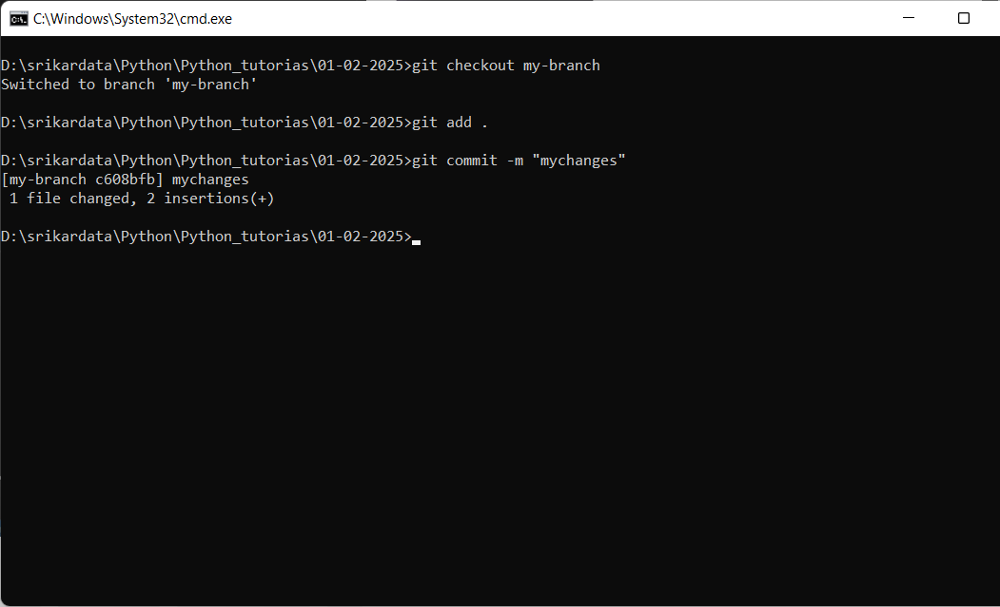 C:\Windows\System32\cmd.exe
D:\srikardata\Python\Python_tutorias\01-02-2025>git checkout my-branch
Switched to branch 'my-branch'
D:\srikardata\Python\Python_tutorias\01-02-2025>git add .
D:\srikardata\Python\Python_tutorias\01-02-2025>git commit -m "mychanges"
[my-branch c608bfb] mychanges
 1 file changed, 2 insertions(+)
D:\srikardata\Python\Python_tutorias\01-02-2025>